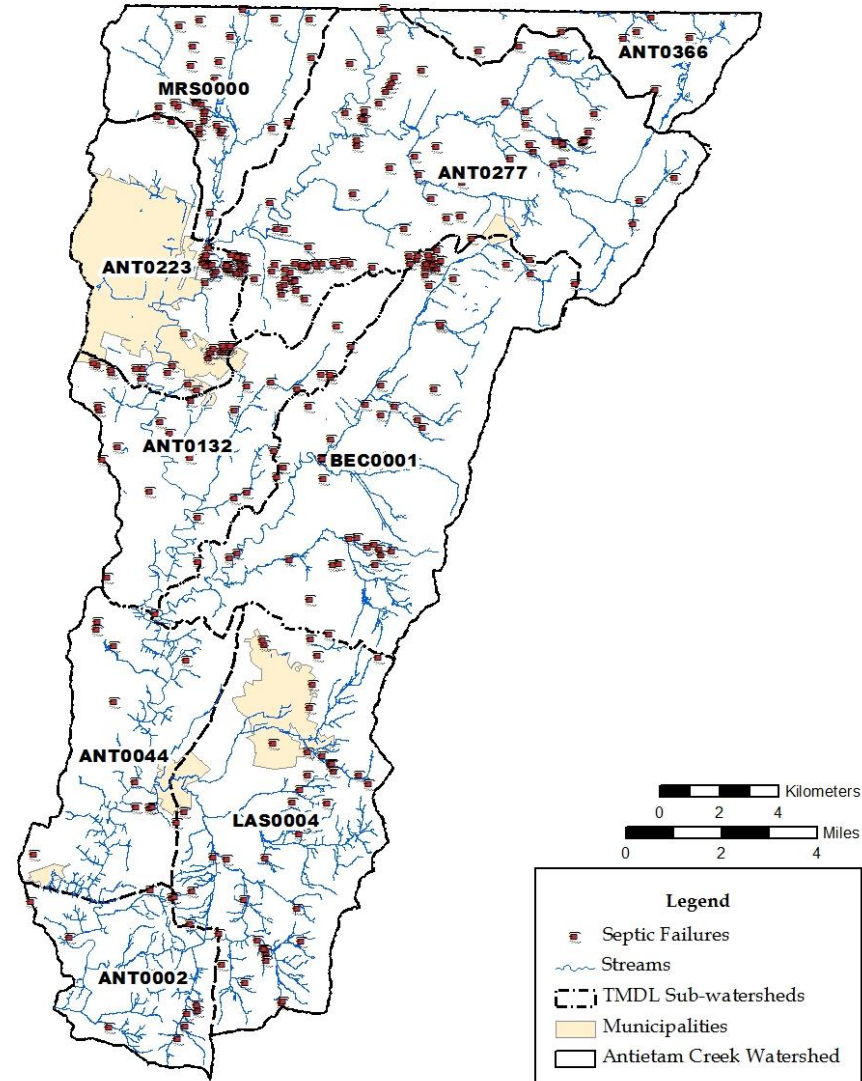 ANT0366
MRS0000
ANT0277
ANT0223
ANT0132
BEC0001
ANT0044
LAS0004
ANT0002
Kilometers
0 2 4
Miles
0 2 4
Legend
Septic Failures
Streams
TMDL Sub-watersheds
Municipalities
Antietam Creek Watershed